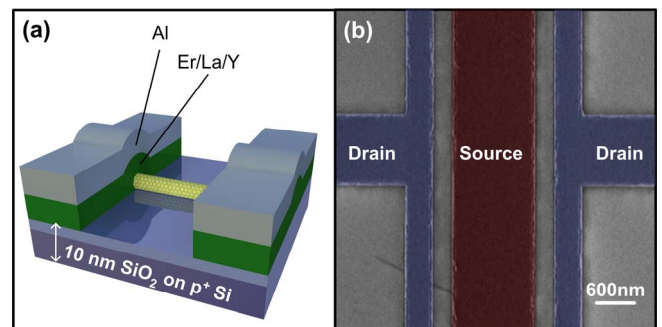 (a)
Al
Er/La/Y
10 nm SiO₂ on p⁺ Si
(b)
Drain
Source
Drain
600nm